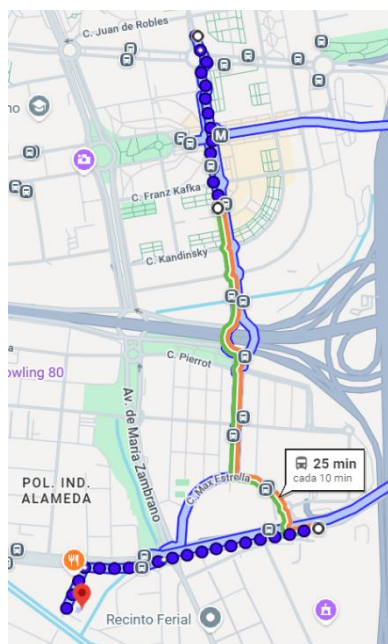 C. Juan de Robles
no
M
C. Franz Kafka
C. Kandinsky
C. Pierrot
owling 80
Av. de María Zambrano
25 min
cada 10 min
C. Max Estrella
POL. IND.
ALAMEDA
Recinto Ferial